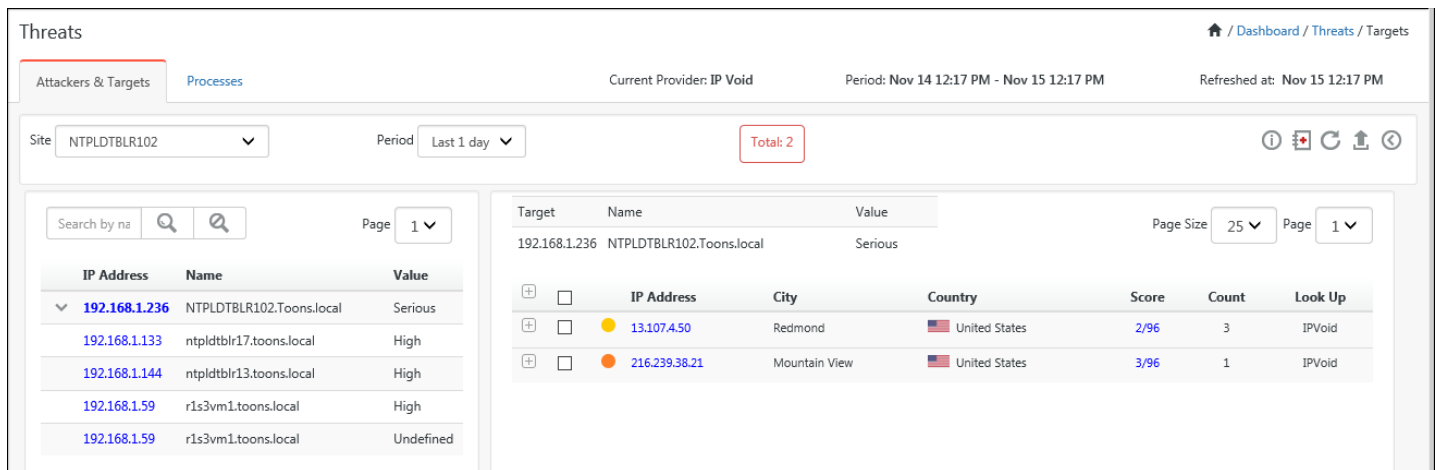 Threats
/ Dashboard / Threats / Targets
Attackers & Targets
Processes
Current Provider: IP Void
Period: Nov 14 12:17 PM - Nov 15 12:17 PM
Refreshed at: Nov 15 12:17 PM
Site NTPLDTBLR102
Period Last 1 day
Total: 2
Search by na
Page 1
IP Address Name Value
192.168.1.236 NTPLDTBLR102.Toons.local Serious
192.168.1.133 ntpldtblr17.toons.local High
192.168.1.144 ntpldtblr13.toons.local High
192.168.1.59 r1s3vm1.toons.local High
192.168.1.59 r1s3vm1.toons.local Undefined
Target Name Value
192.168.1.236 NTPLDTBLR102.Toons.local Serious
Page Size 25 Page 1
IP Address City Country Score Count Look Up
13.107.4.50 Redmond United States 2/96 3 IPVoid
216.239.38.21 Mountain View United States 3/96 1 IPVoid